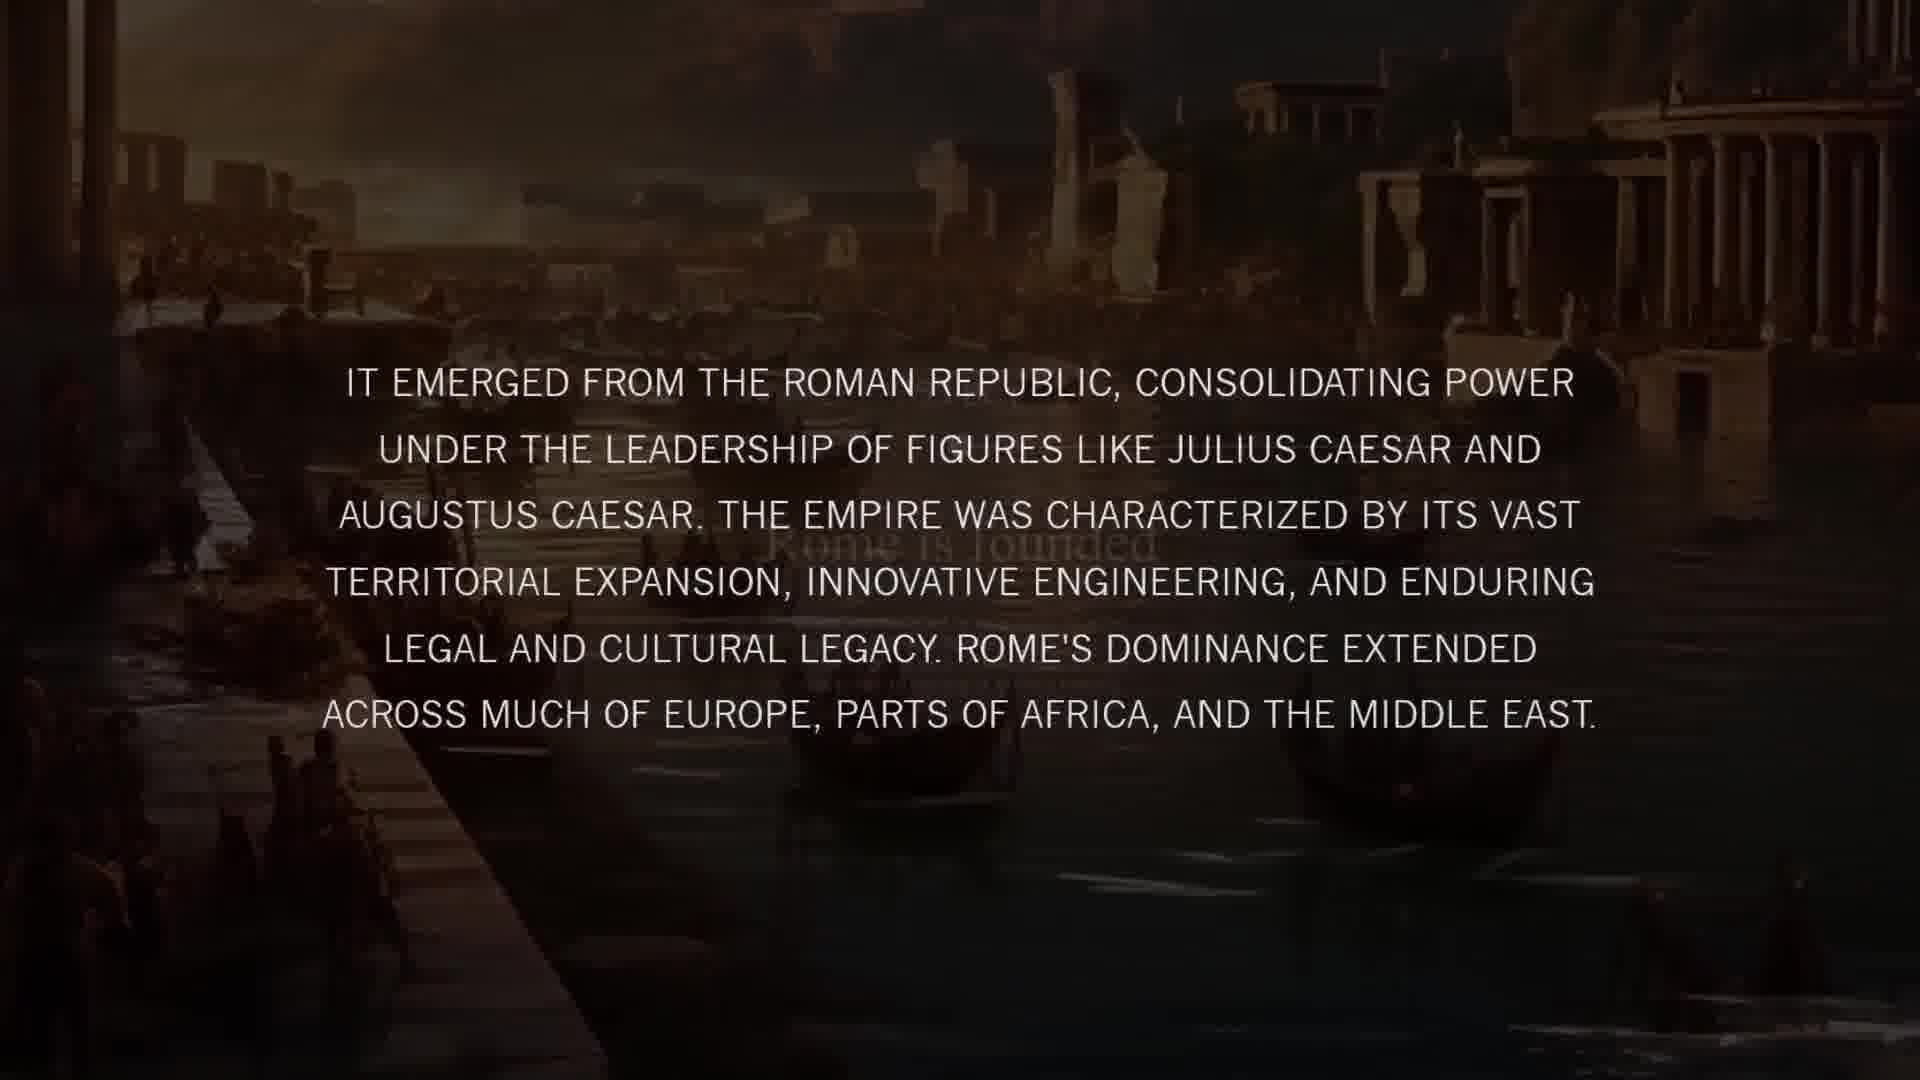 IT EMERGED FROM THE ROMAN REPUBLIC, CONSOLIDATING POWER
UNDER THE LEADERSHIP OF FIGURES LIKE JULIUS CAESAR AND
AUGUSTUS CAESAR. THE EMPIRE WAS CHARACTERIZED BY ITS VAST
Rome is founded
TERRITORIAL EXPANSION, INNOVATIVE ENGINEERING, AND ENDURING
LEGAL AND CULTURAL LEGACY. ROME'S DOMINANCE EXTENDED
ACROSS MUCH OF EUROPE, PARTS OF AFRICA, AND THE MIDDLE EAST.